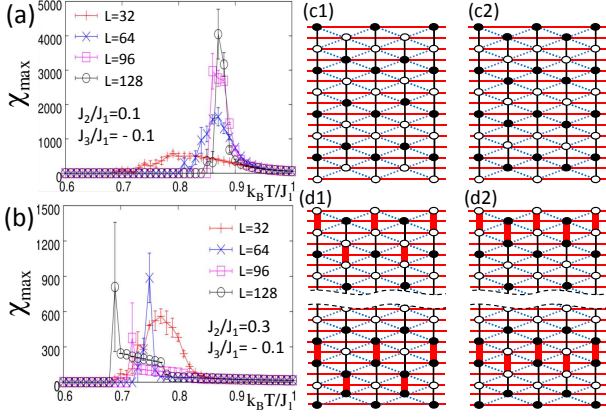 (a)
χmax
5000
4000
3000
2000
1000
0
L=32
L=64
L=96
L=128
J2/J1=0.1
J3/J1= - 0.1
0.6 0.7 0.8 0.9 1
kBT/J1
(b)
χmax
1500
1200
900
600
300
0
L=32
L=64
L=96
L=128
J2/J1=0.3
J3/J1= - 0.1
0.6 0.7 0.8 0.9 1
kBT/J1
(c1)
(c2)
(d1)
(d2)